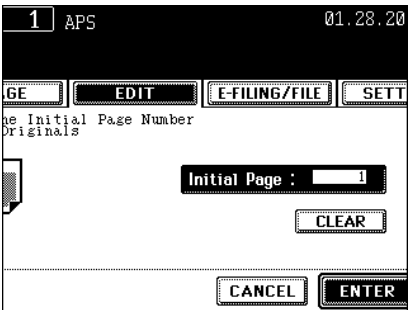 1 APS 01.28.20
GE EDIT E-FILING/FILE SETT
e Initial Page Number
Originals
Initial Page : 1
CLEAR
CANCEL ENTER